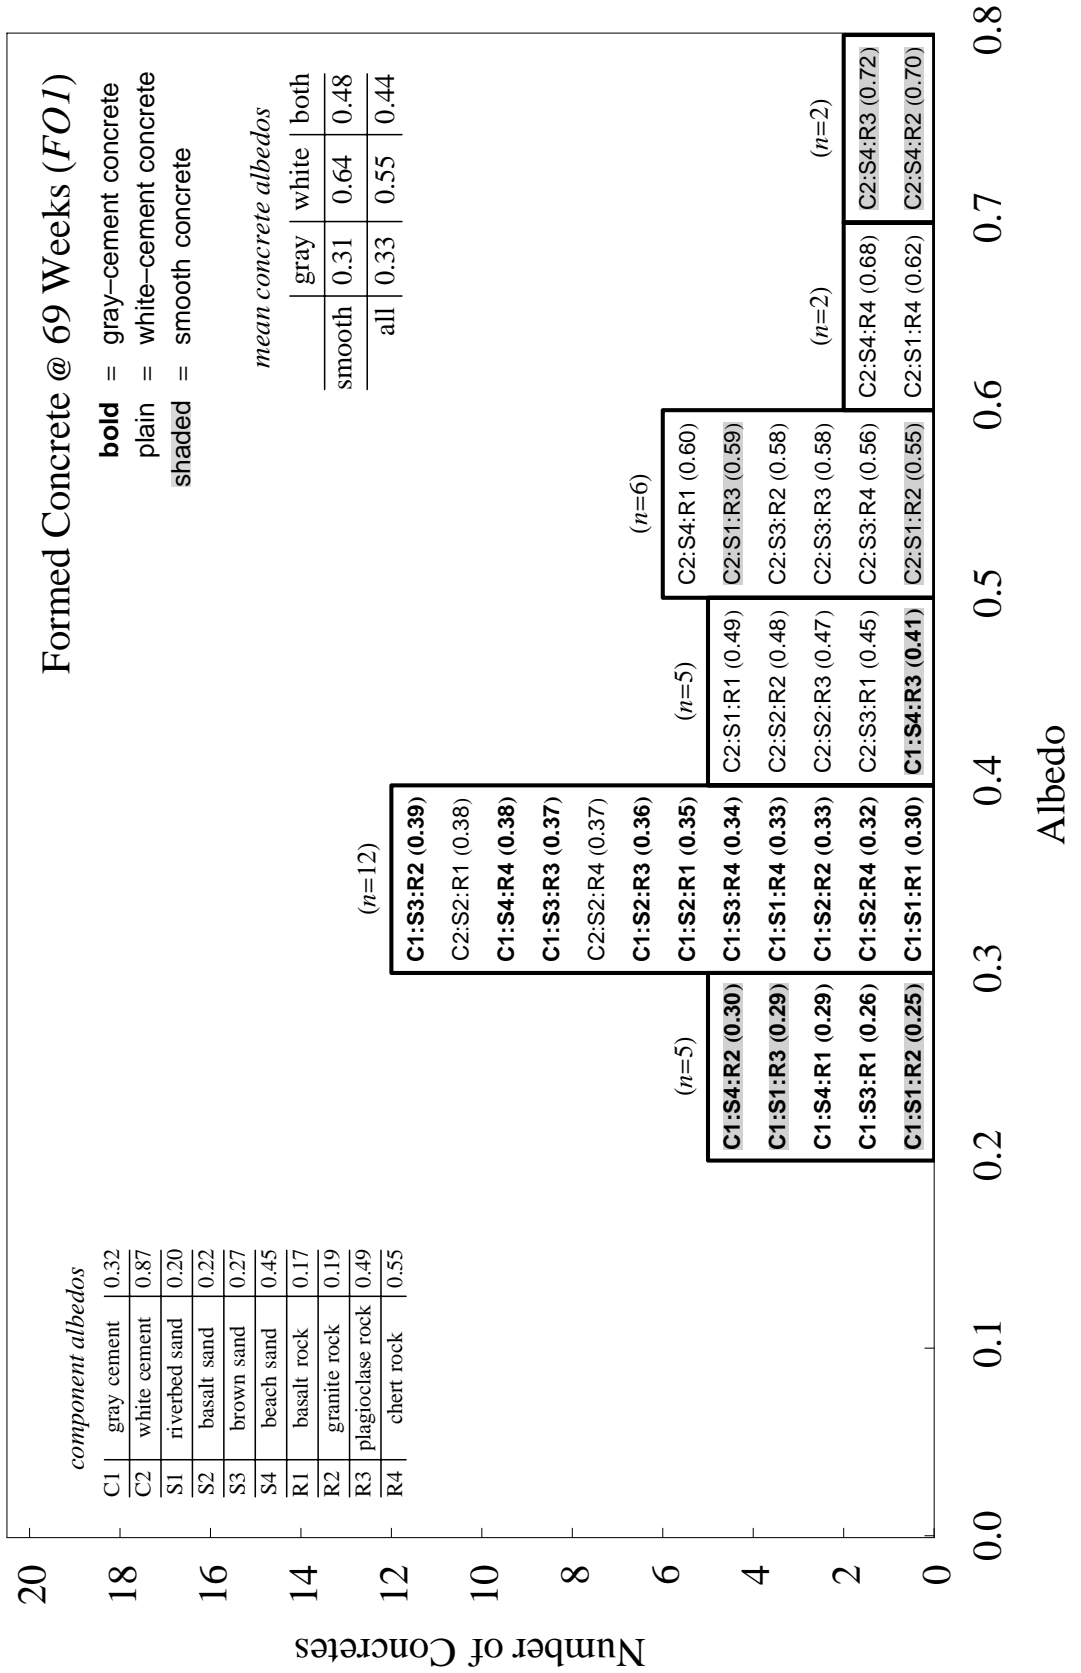 Formed Concrete @ 69 Weeks (FO1)
bold = gray–cement concrete
plain = white–cement concrete
shaded = smooth concrete
mean concrete albedos
gray white both
smooth 0.31 0.64 0.48
all 0.33 0.55 0.44
component albedos
C1 gray cement 0.32
C2 white cement 0.87
S1 riverbed sand 0.20
S2 basalt sand 0.22
S3 brown sand 0.27
S4 beach sand 0.45
R1 basalt rock 0.17
R2 granite rock 0.19
R3 plagioclase rock 0.49
R4 chert rock 0.55
(n=5)
C1:S4:R2 (0.30)
C1:S1:R3 (0.29)
C1:S4:R1 (0.29)
C1:S3:R1 (0.26)
C1:S1:R2 (0.25)
(n=12)
C1:S3:R2 (0.39)
C2:S2:R1 (0.38)
C1:S4:R4 (0.38)
C1:S3:R3 (0.37)
C2:S2:R4 (0.37)
C1:S2:R3 (0.36)
C1:S2:R1 (0.35)
C1:S3:R4 (0.34)
C1:S1:R4 (0.33)
C1:S2:R2 (0.33)
C1:S2:R4 (0.32)
C1:S1:R1 (0.30)
(n=5)
C2:S1:R1 (0.49)
C2:S2:R2 (0.48)
C2:S2:R3 (0.47)
C2:S3:R1 (0.45)
C1:S4:R3 (0.41)
(n=6)
C2:S4:R1 (0.60)
C2:S1:R3 (0.59)
C2:S3:R2 (0.58)
C2:S3:R3 (0.58)
C2:S3:R4 (0.56)
C2:S1:R2 (0.55)
(n=2)
C2:S4:R4 (0.68)
C2:S1:R4 (0.62)
(n=2)
C2:S4:R3 (0.72)
C2:S4:R2 (0.70)
Number of Concretes
20
18
16
14
12
10
8
6
4
2
0
0.0 0.1 0.2 0.3 0.4 0.5 0.6 0.7 0.8
Albedo